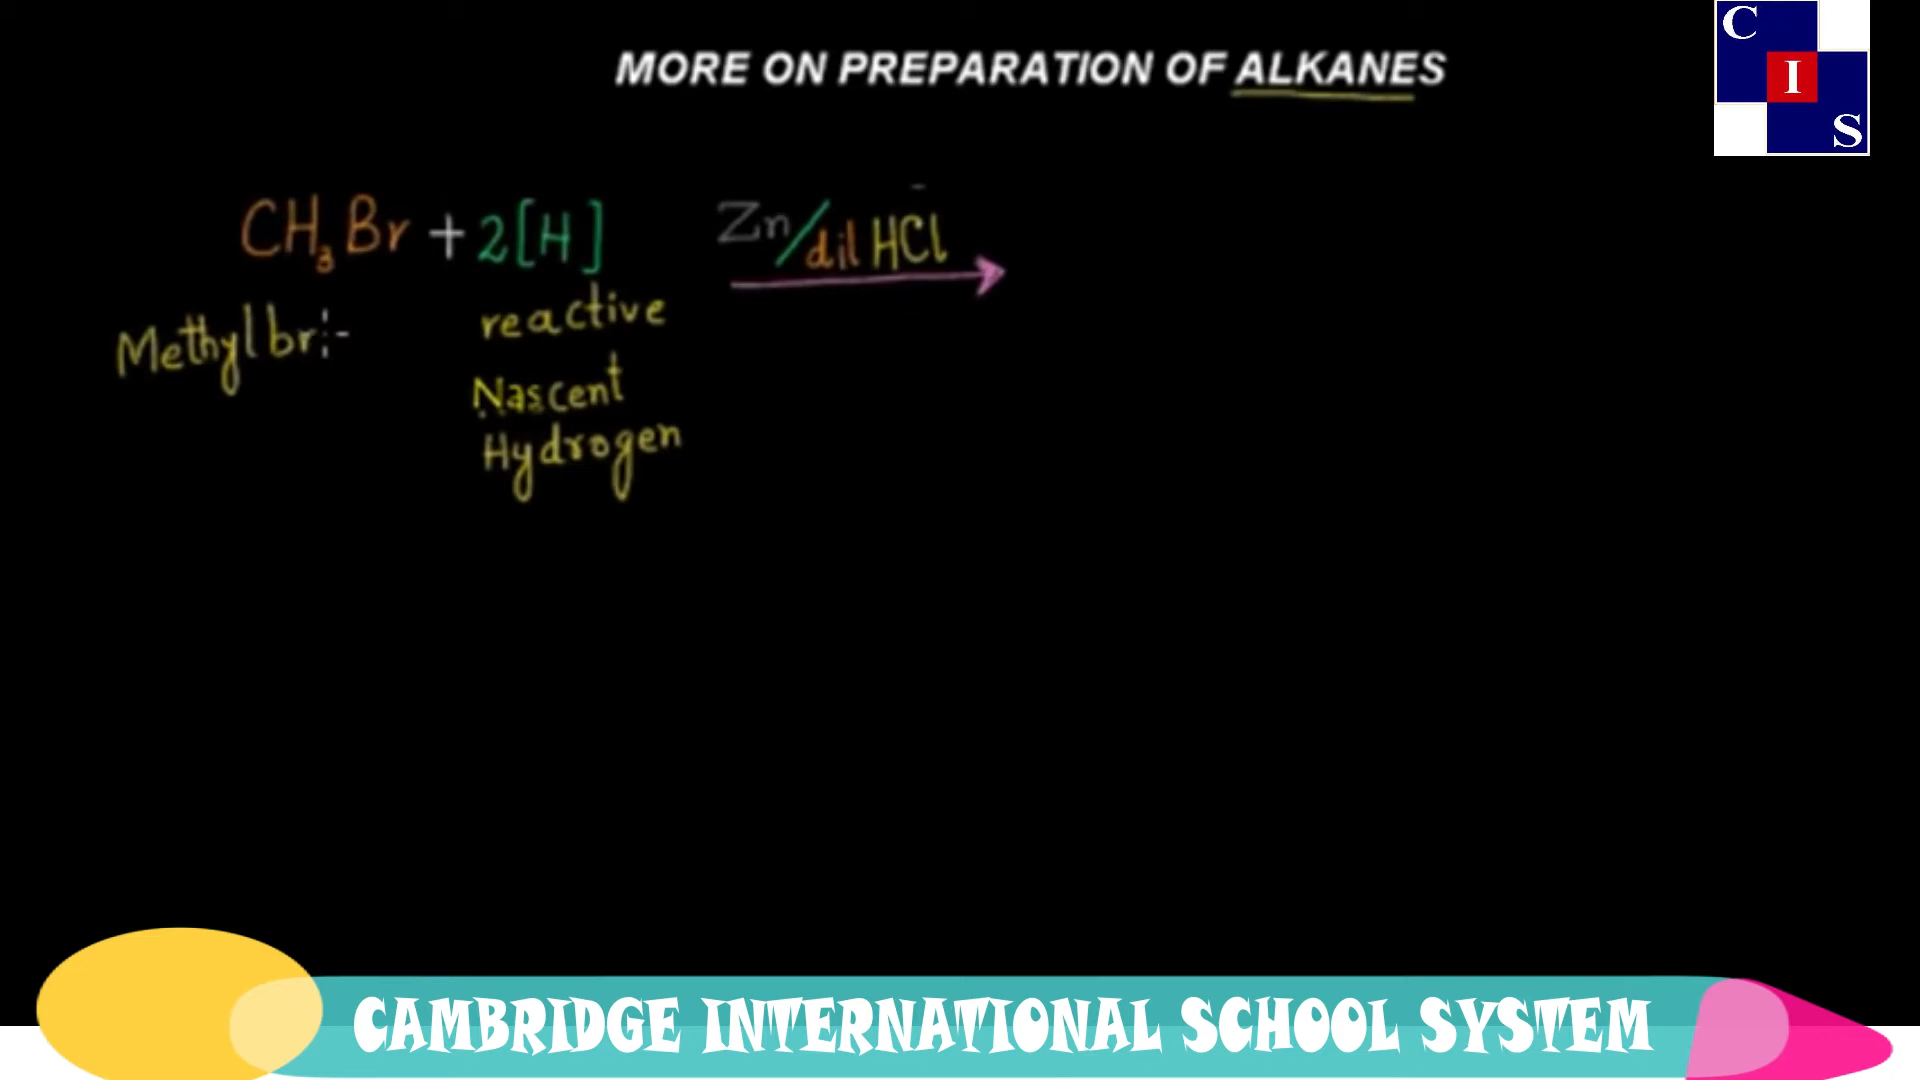 C
I
S
MORE ON PREPARATION OF ALKANES
CH₃Br + 2[H] Zn/dil HCl
Methyl br
reactive
Nascent
Hydrogen
CAMBRIDGE INTERNATIONAL SCHOOL SYSTEM